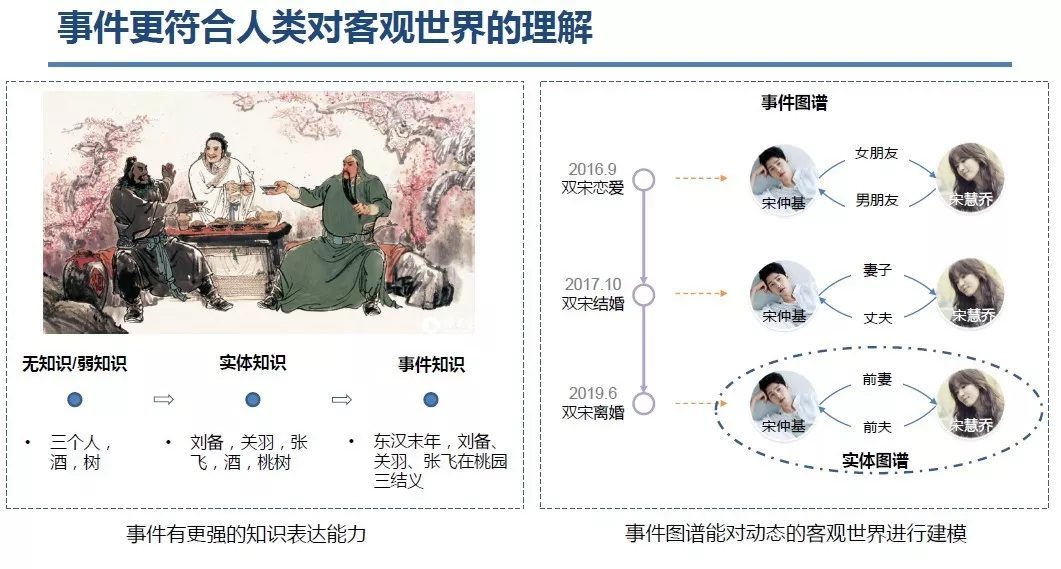 事件更符合人类对客观世界的理解
无知识/弱知识
实体知识
事件知识
• 三个人，
酒，树
• 刘备，关羽，张
飞，酒，桃树
• 东汉末年，刘备、
关羽、张飞在桃园
三结义
事件有更强的知识表达能力
事件图谱
2016.9
双宋恋爱
宋仲基
女朋友
男朋友
宋慧乔
2017.10
双宋结婚
宋仲基
妻子
丈夫
宋慧乔
2019.6
双宋离婚
宋仲基
前妻
前夫
宋慧乔
实体图谱
事件图谱能对动态的客观世界进行建模